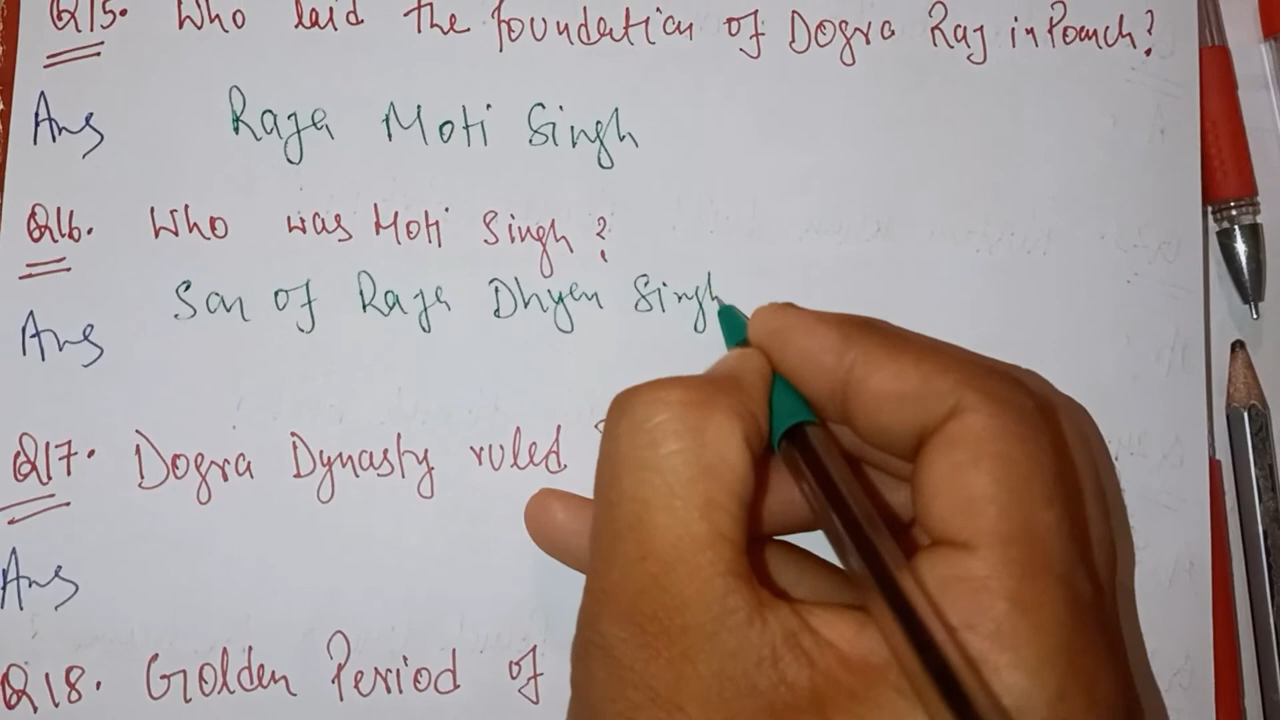 Q15. Who laid the foundation of Dogra Raj in Poonch?
Ans Raja Moti Singh
Q16. Who was Moti Singh?
Ans Son of Raja Dhyan Singh
Q17. Dogra Dynasty ruled
Ans
Q18. Golden Period of